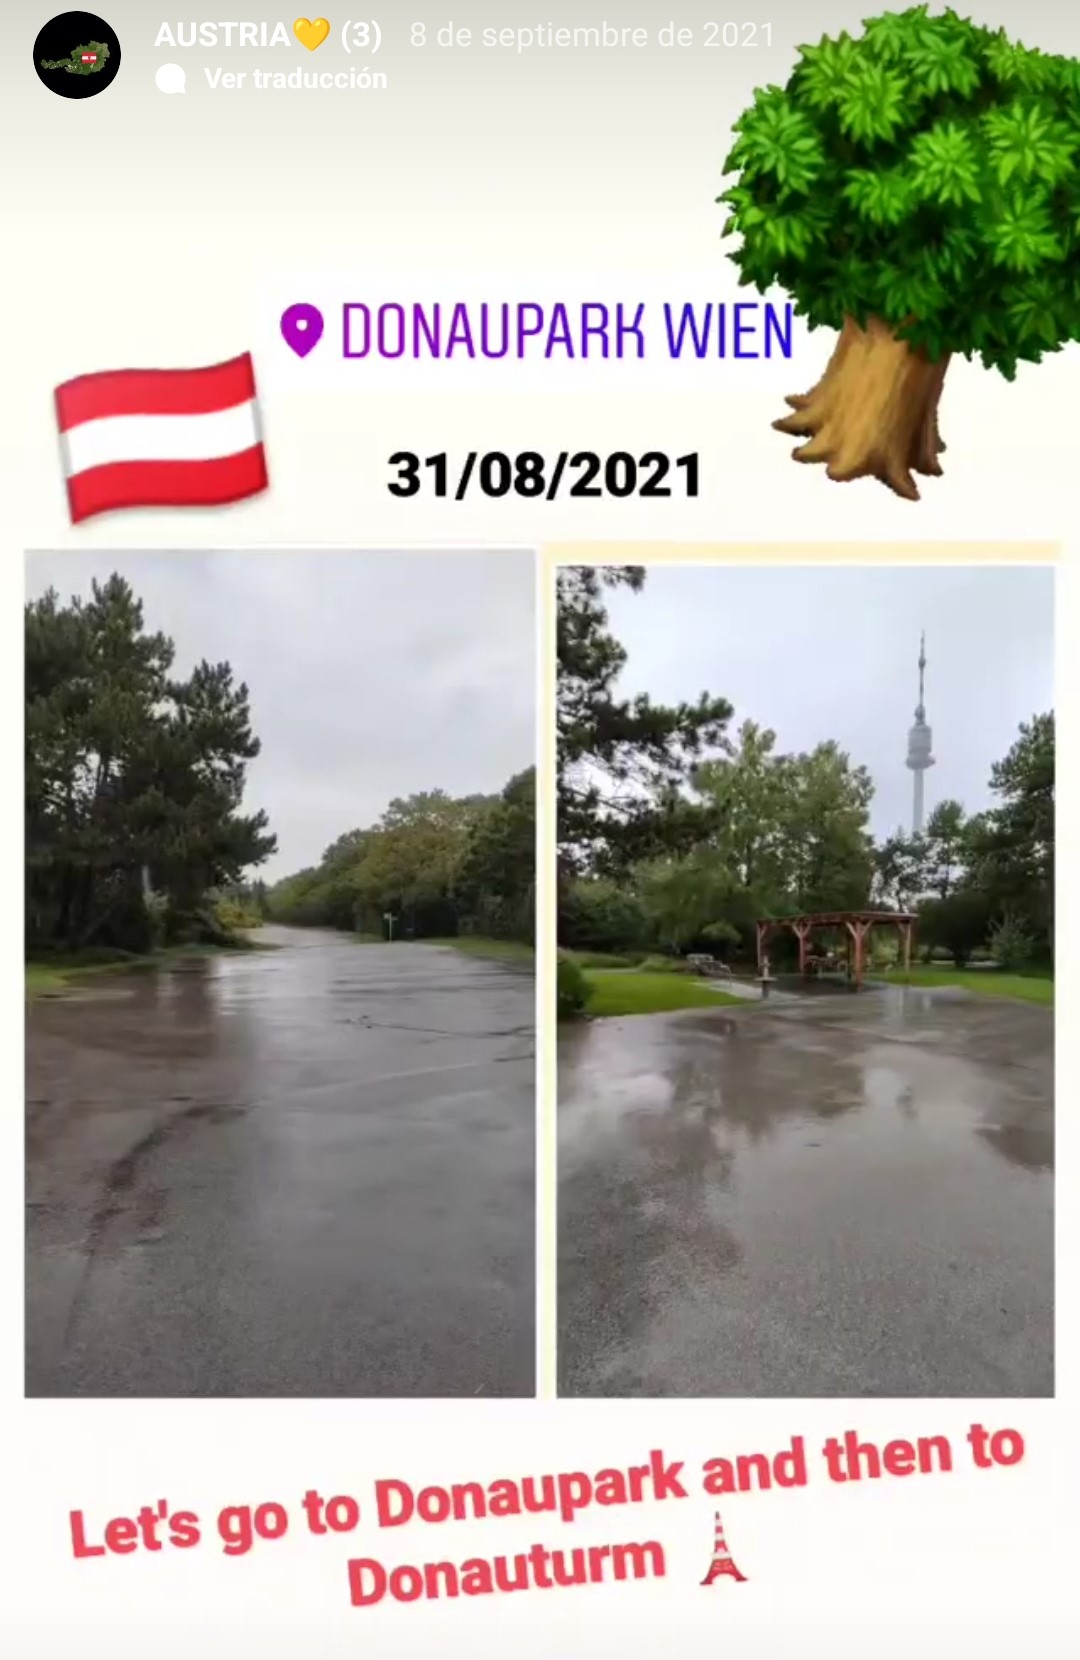 AUSTRIA💛 (3) 8 de septiembre de 2021
Ver traducción
DONAUPARK WIEN
31/08/2021
Let's go to Donaupark and then to
Donauturm 🗼